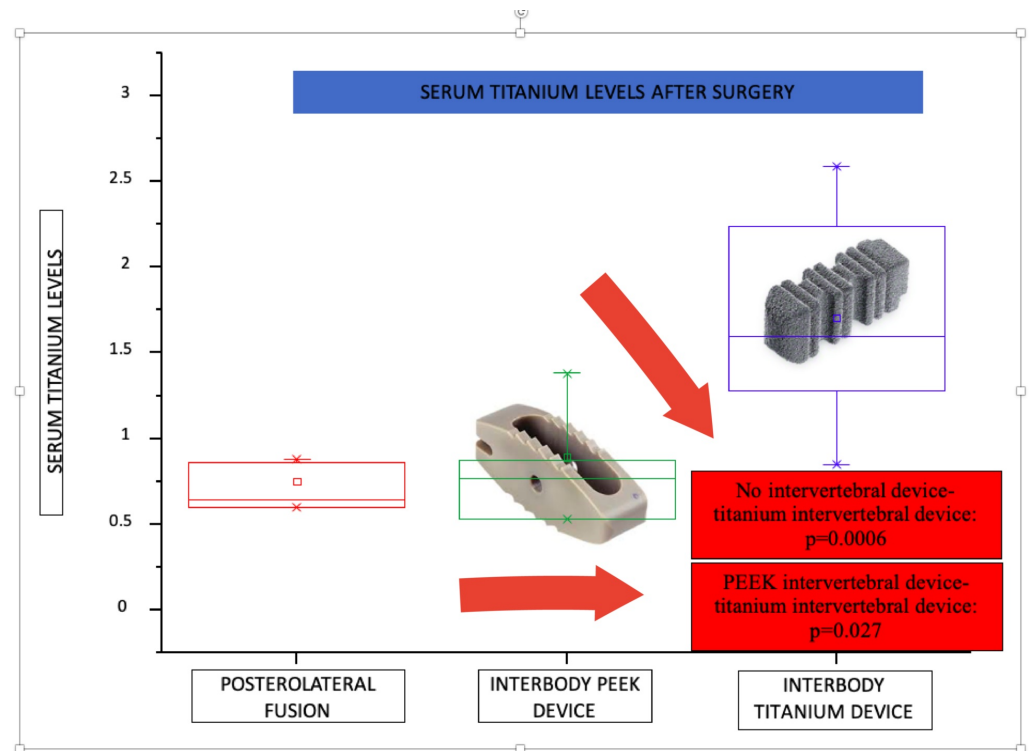 SERUM TITANIUM LEVELS AFTER SURGERY
SERUM TITANIUM LEVELS
3
2.5
2
1.5
1
0.5
0
No intervertebral device-
titanium intervertebral device:
p=0.0006
PEEK intervertebral device-
titanium intervertebral device:
p=0.027
POSTEROLATERAL
FUSION
INTERBODY PEEK
DEVICE
INTERBODY
TITANIUM DEVICE